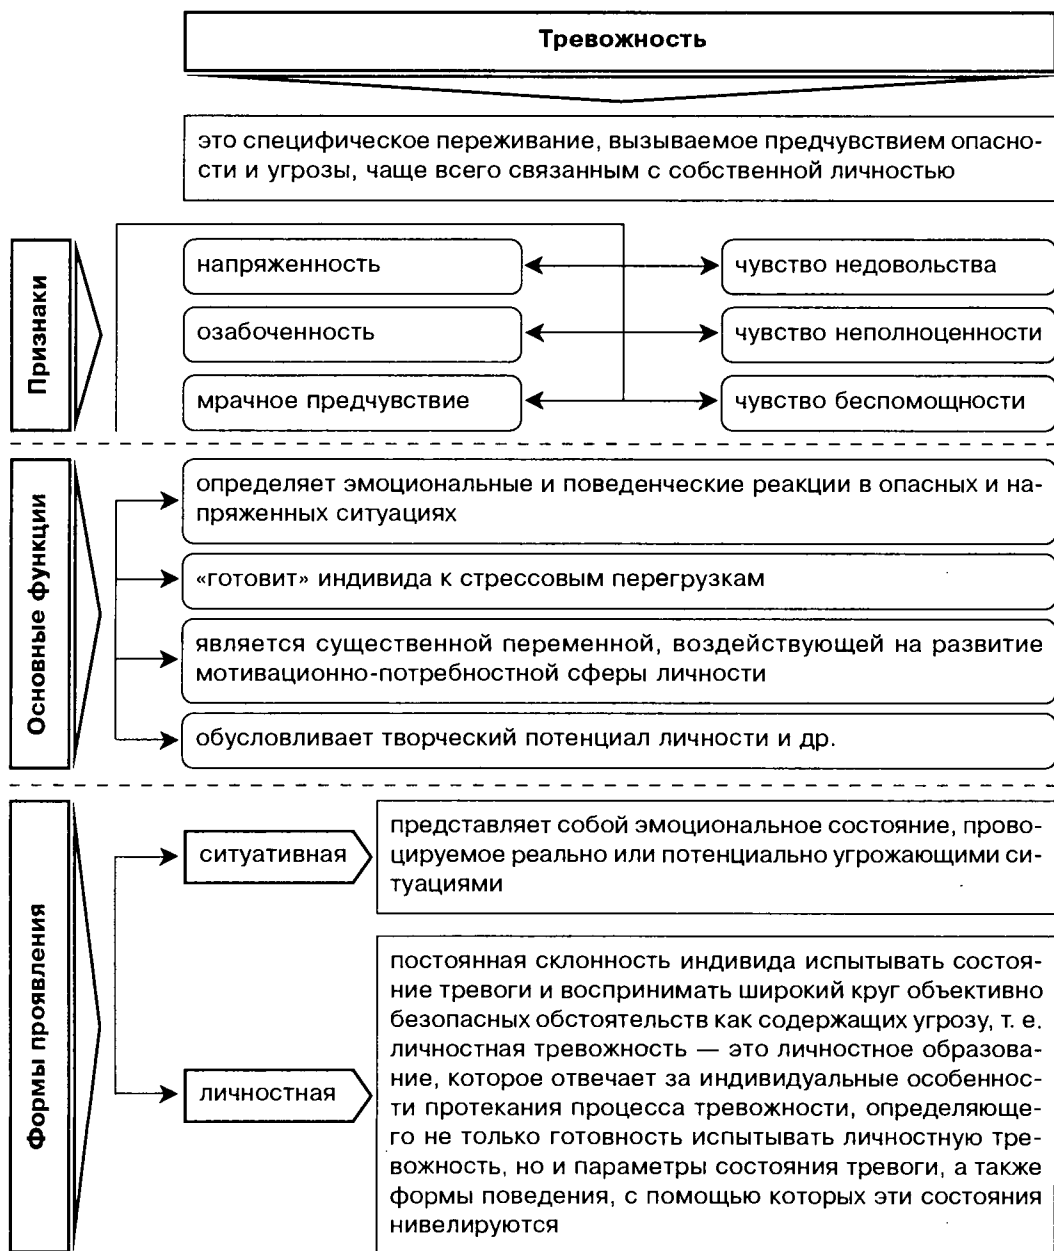 Тревожность
это специфическое переживание, вызываемое предчувствием опасно-
сти и угрозы, чаще всего связанным с собственной личностью
Признаки
напряженность
чувство недовольства
озабоченность
чувство неполноценности
мрачное предчувствие
чувство беспомощности
Основные функции
определяет эмоциональные и поведенческие реакции в опасных и на-
пряженных ситуациях
«готовит» индивида к стрессовым перегрузкам
является существенной переменной, воздействующей на развитие
мотивационно-потребностной сферы личности
обусловливает творческий потенциал личности и др.
Формы проявления
ситуативная
представляет собой эмоциональное состояние, прово-
цируемое реально или потенциально угрожающими си-
туациями
личностная
постоянная склонность индивида испытывать состоя-
ние тревоги и воспринимать широкий круг объективно
безопасных обстоятельств как содержащих угрозу, т. е.
личностная тревожность — это личностное образова-
ние, которое отвечает за индивидуальные особеннос-
ти протекания процесса тревожности, определяюще-
го не только готовность испытывать личностную тре-
вожность, но и параметры состояния тревоги, а также
формы поведения, с помощью которых эти состояния
нивелируются